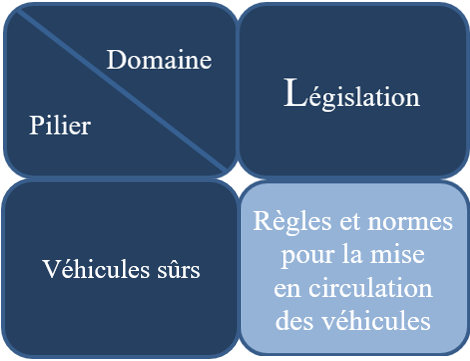 Domaine
Pilier
Législation
Véhicules sûrs
Règles et normes
pour la mise
en circulation
des véhicules